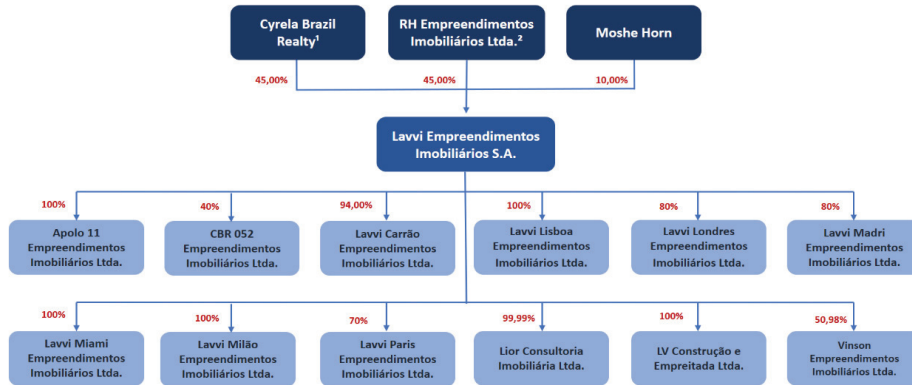 Cyrela Brazil
Realty¹
RH Empreendimentos
Imobiliários Ltda.²
Moshe Horn
45,00%
45,00%
10,00%
Lavvi Empreendimentos
Imobiliários S.A.
100%
40%
94,00%
100%
80%
80%
Apolo 11
Empreendimentos
Imobiliários Ltda.
CBR 052
Empreendimentos
Imobiliários Ltda.
Lavvi Carrão
Empreendimentos
Imobiliários Ltda.
Lavvi Lisboa
Empreendimentos
Imobiliários Ltda.
Lavvi Londres
Empreendimentos
Imobiliários Ltda.
Lavvi Madri
Empreendimentos
Imobiliários Ltda.
100%
100%
70%
99,99%
100%
50,98%
Lavvi Miami
Empreendimentos
Imobiliários Ltda.
Lavvi Milão
Empreendimentos
Imobiliários Ltda.
Lavvi Paris
Empreendimentos
Imobiliários Ltda.
Lior Consultoria
Imobiliária Ltda.
LV Construção e
Empreitada Ltda.
Vinson
Empreendimentos
Imobiliários Ltda.